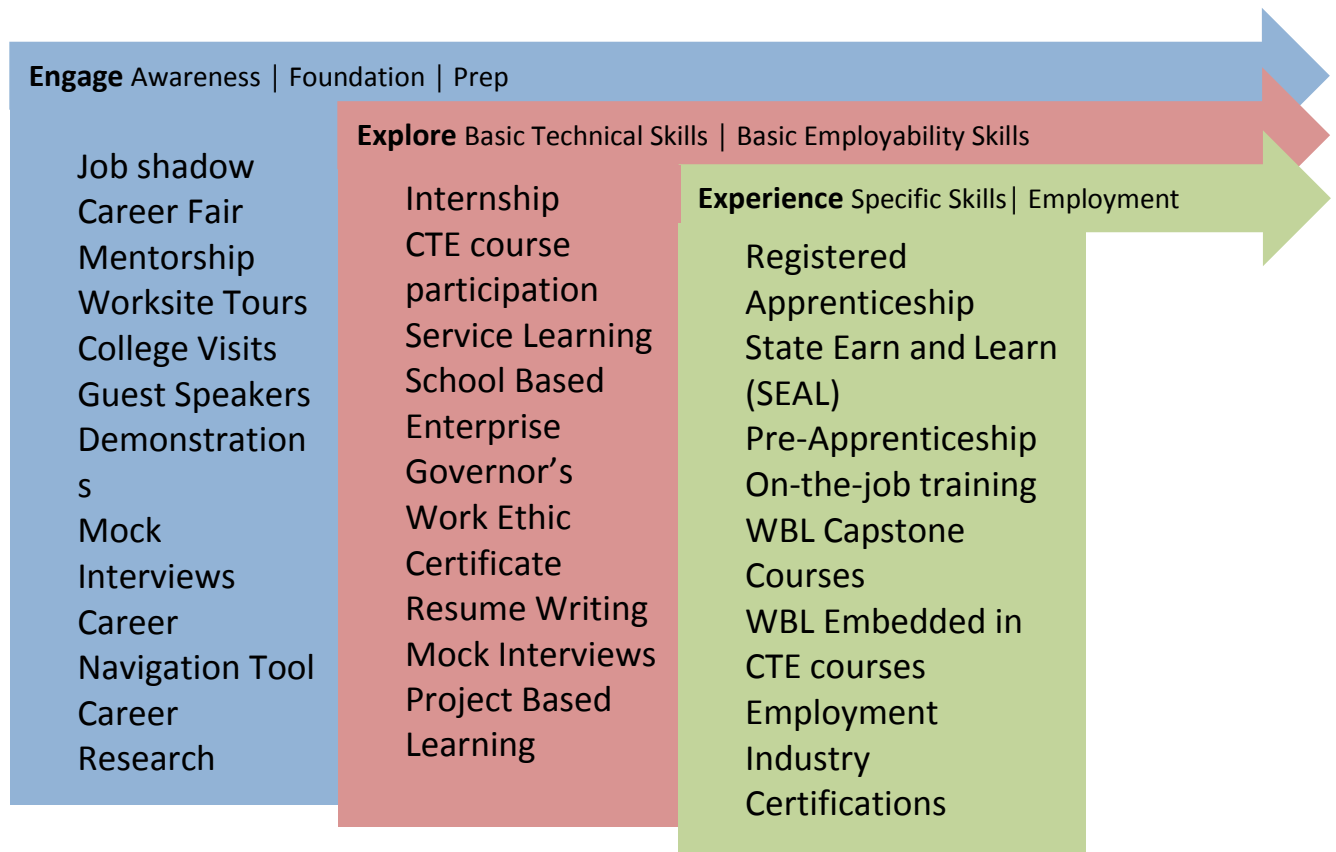 Engage Awareness | Foundation | Prep
Job shadow
Career Fair
Mentorship
Worksite Tours
College Visits
Guest Speakers
Demonstration
s
Mock
Interviews
Career
Navigation Tool
Career
Research
Explore Basic Technical Skills | Basic Employability Skills
Internship
CTE course
participation
Service Learning
School Based
Enterprise
Governor’s
Work Ethic
Certificate
Resume Writing
Mock Interviews
Project Based
Learning
Experience Specific Skills| Employment
Registered
Apprenticeship
State Earn and Learn
(SEAL)
Pre-Apprenticeship
On-the-job training
WBL Capstone
Courses
WBL Embedded in
CTE courses
Employment
Industry
Certifications